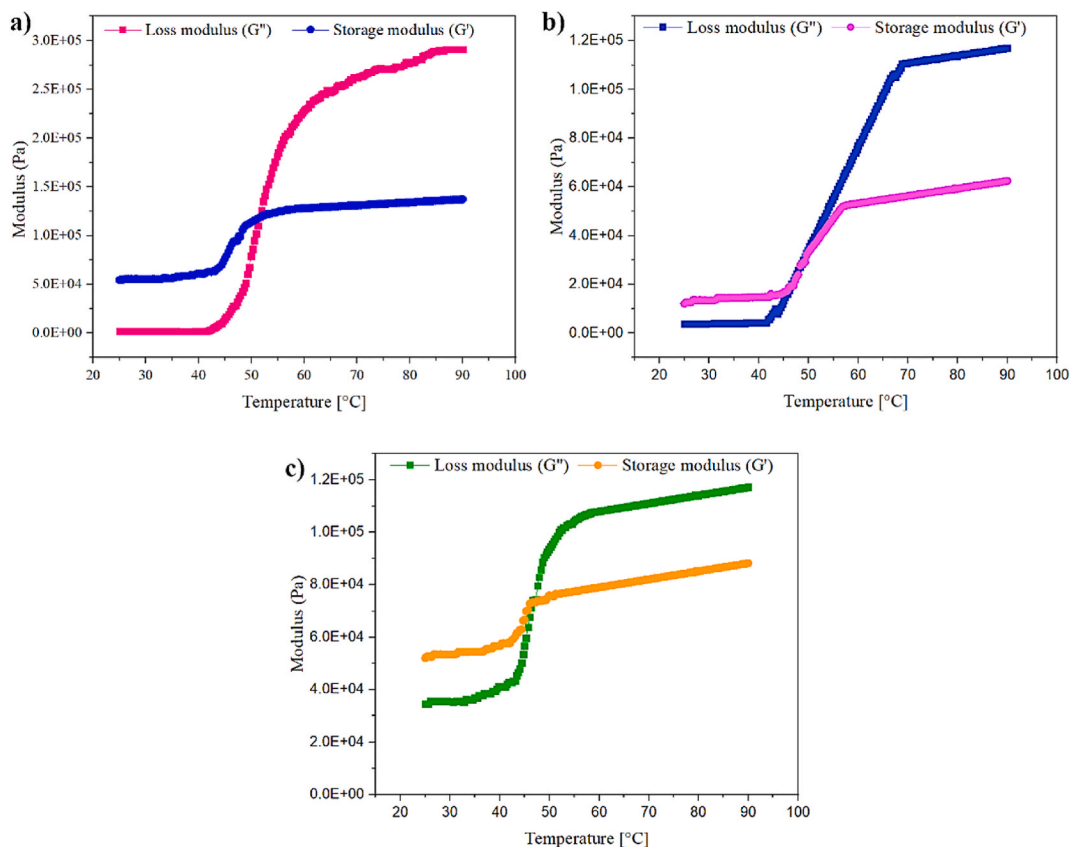 a)
Loss modulus (G") Storage modulus (G')
3.0E+05
2.5E+05
2.0E+05
1.5E+05
1.0E+05
5.0E+04
0.0E+00
Modulus (Pa)
20 30 40 50 60 70 80 90 100
Temperature [°C]
b)
Loss modulus (G") Storage modulus (G')
1.2E+05
1.0E+05
8.0E+04
6.0E+04
4.0E+04
2.0E+04
0.0E+00
Modulus (Pa)
20 30 40 50 60 70 80 90 100
Temperature [°C]
c)
Loss modulus (G") Storage modulus (G')
1.2E+05
1.0E+05
8.0E+04
6.0E+04
4.0E+04
2.0E+04
0.0E+00
Modulus (Pa)
20 30 40 50 60 70 80 90 100
Temperature [°C]